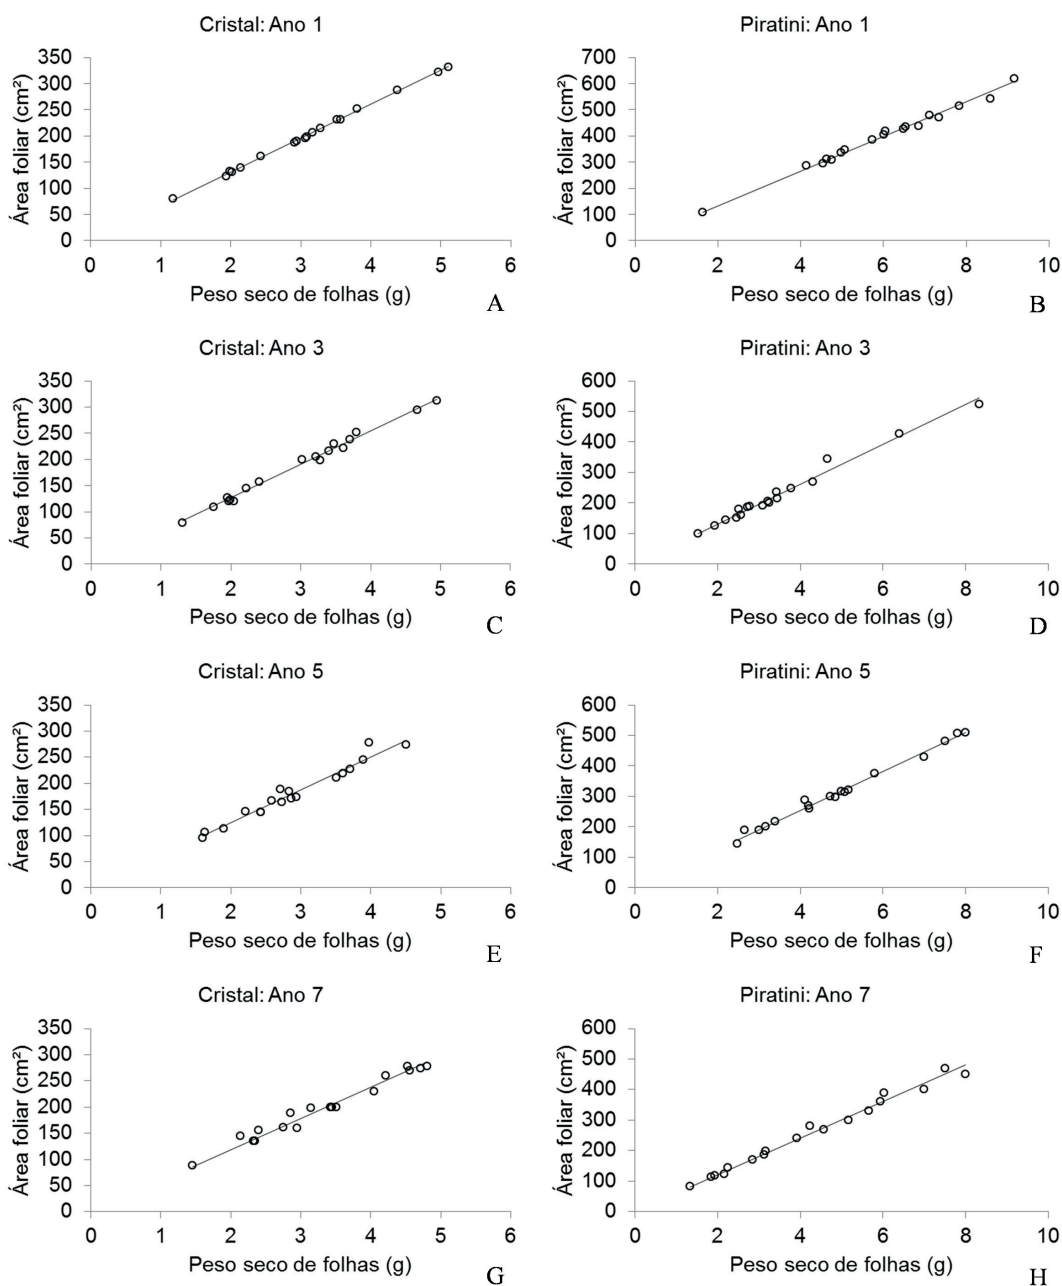 Cristal: Ano 1
Área foliar (cm²)
350
300
250
200
150
100
50
0
0 1 2 3 4 5 6
Peso seco de folhas (g)
A
Piratini: Ano 1
Área foliar (cm²)
700
600
500
400
300
200
100
0
0 2 4 6 8 10
Peso seco de folhas (g)
B
Cristal: Ano 3
Área foliar (cm²)
350
300
250
200
150
100
50
0
0 1 2 3 4 5 6
Peso seco de folhas (g)
C
Piratini: Ano 3
Área foliar (cm²)
600
500
400
300
200
100
0
0 2 4 6 8 10
Peso seco de folhas (g)
D
Cristal: Ano 5
Área foliar (cm²)
350
300
250
200
150
100
50
0
0 1 2 3 4 5 6
Peso seco de folhas (g)
E
Piratini: Ano 5
Área foliar (cm²)
600
500
400
300
200
100
0
0 2 4 6 8 10
Peso seco de folhas (g)
F
Cristal: Ano 7
Área foliar (cm²)
350
300
250
200
150
100
50
0
0 1 2 3 4 5 6
Peso seco de folhas (g)
G
Piratini: Ano 7
Área foliar (cm²)
600
500
400
300
200
100
0
0 2 4 6 8 10
Peso seco de folhas (g)
H